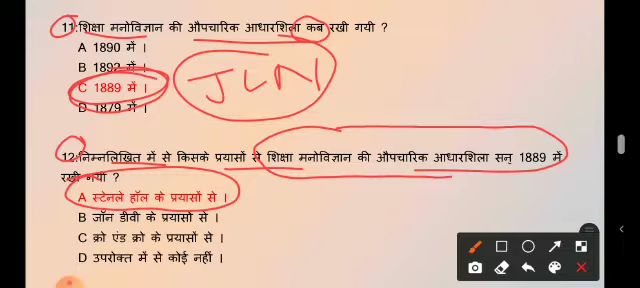 11.शिक्षा मनोविज्ञान की औपचारिक आधारशिला कब रखी गयी ?
A 1890 में ।
B 1892 में ।
C 1889 में ।
JLN
D 1879 में ।
12.निम्नलिखित में से किसके प्रयासों से शिक्षा मनोविज्ञान की औपचारिक आधारशिला सन् 1889 में
रखी गया ?
A स्टेनले हॉल के प्रयासों से ।
B जॉन डीवी के प्रयासों से ।
C क्रो एंड क्रो के प्रयासों से ।
D उपरोक्त में से कोई नहीं ।